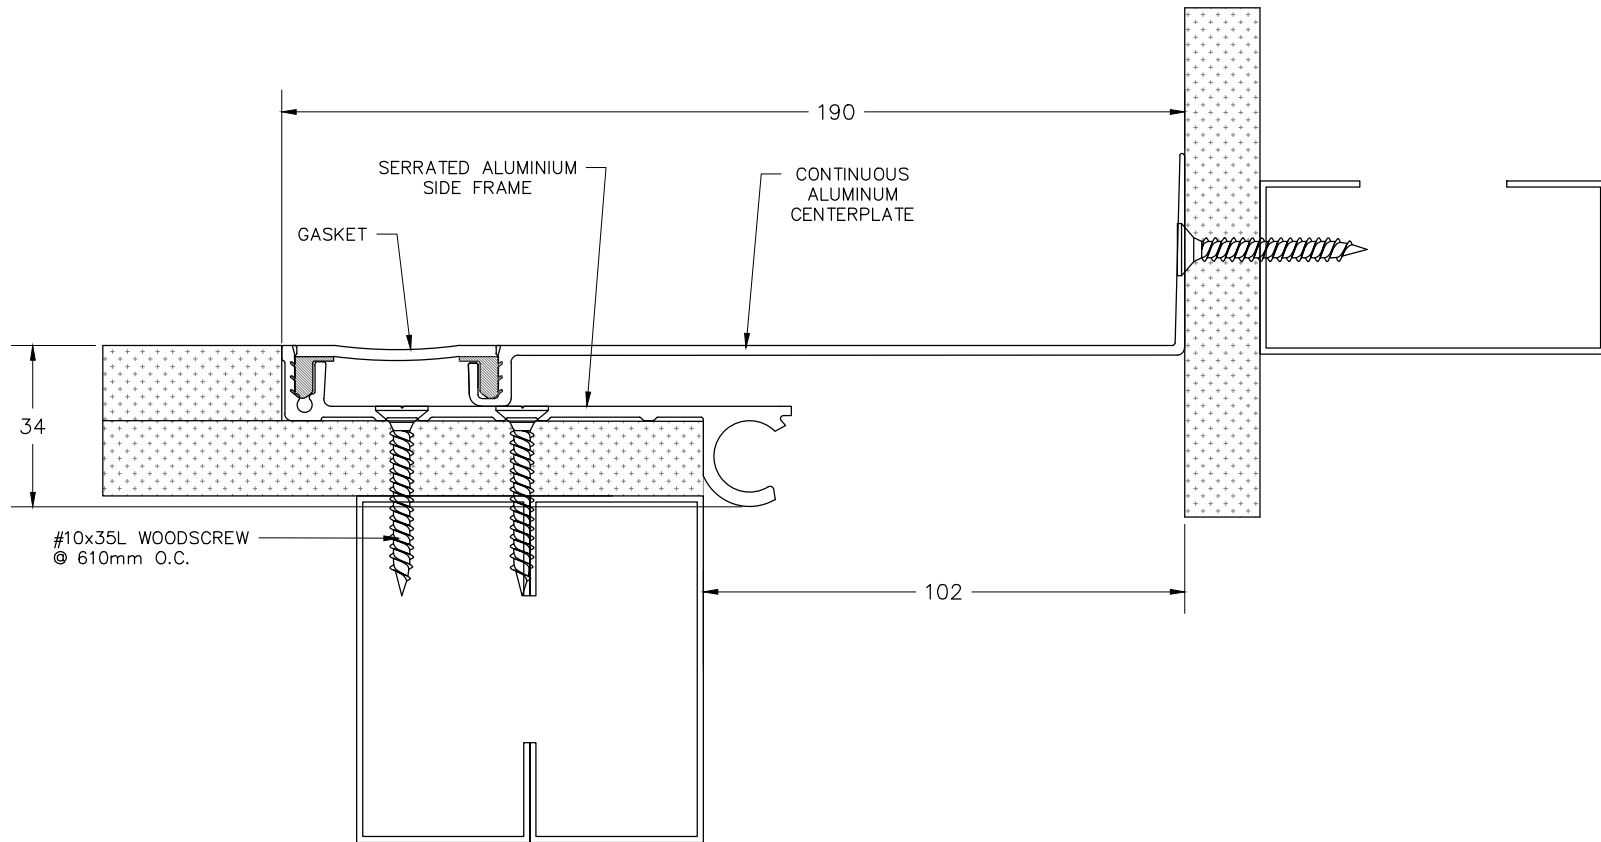 190
SERRATED ALUMINIUM
SIDE FRAME
CONTINUOUS
ALUMINUM
CENTERPLATE
GASKET
34
#10x35L WOODSCREW
@ 610mm O.C.
102